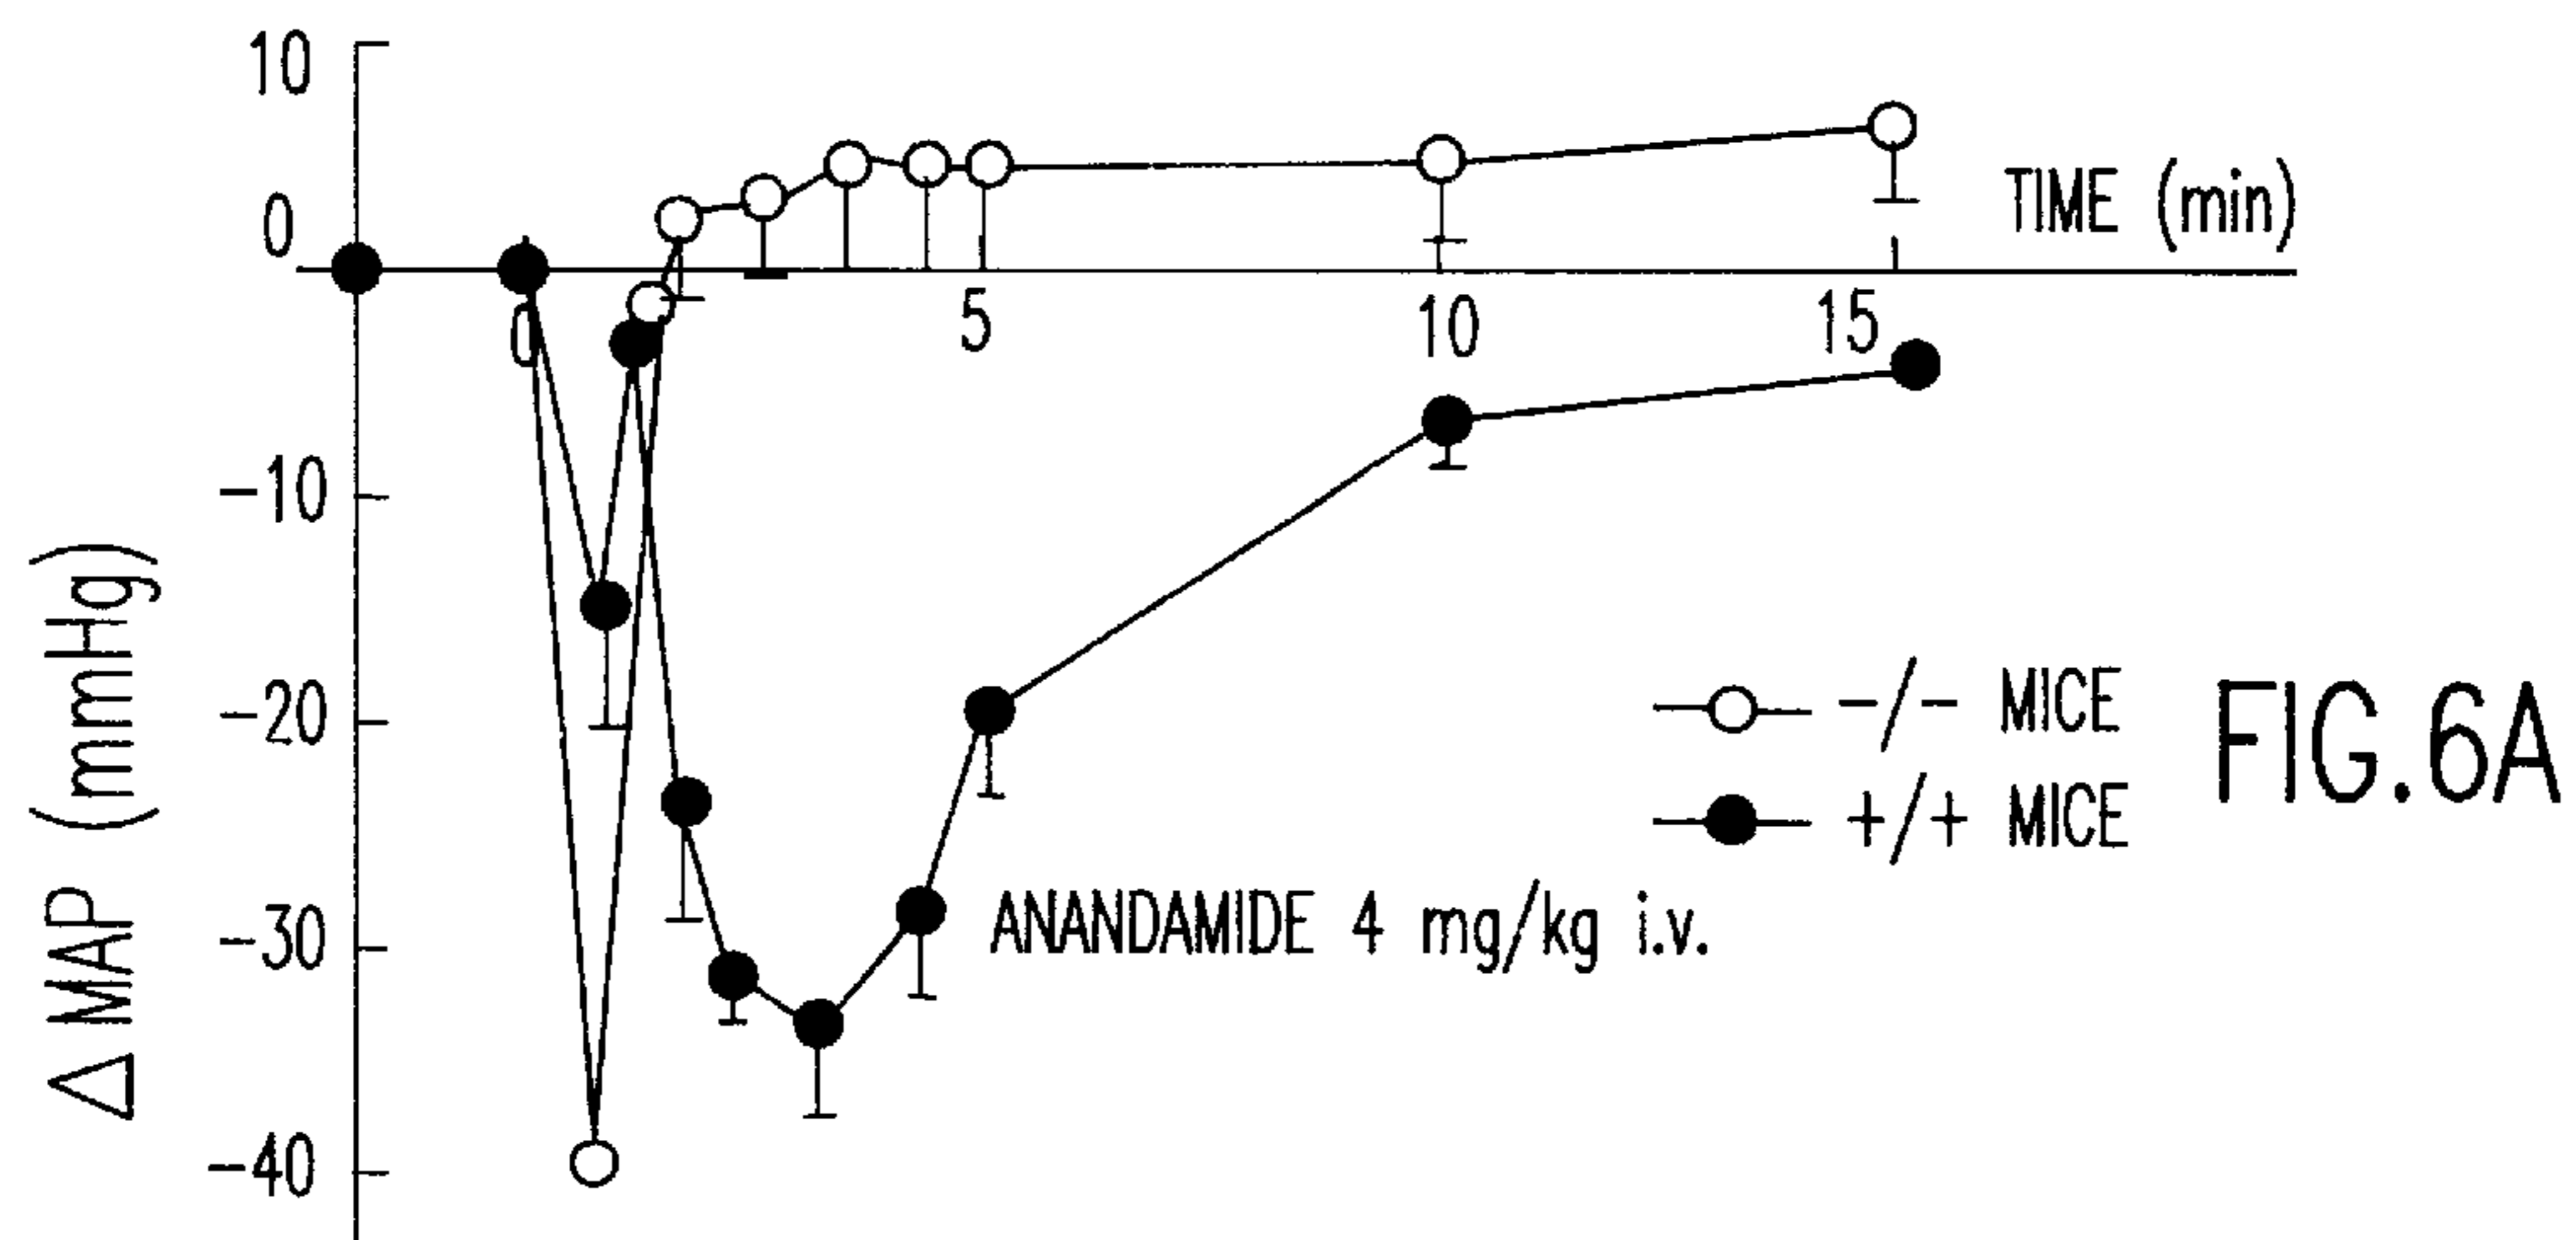 10
0
TIME (min)
0
5
10
15
-10
-20
-30
-40
Δ MAP (mmHg)
-/- MICE
+/+ MICE
FIG.6A
ANANDAMIDE 4 mg/kg i.v.